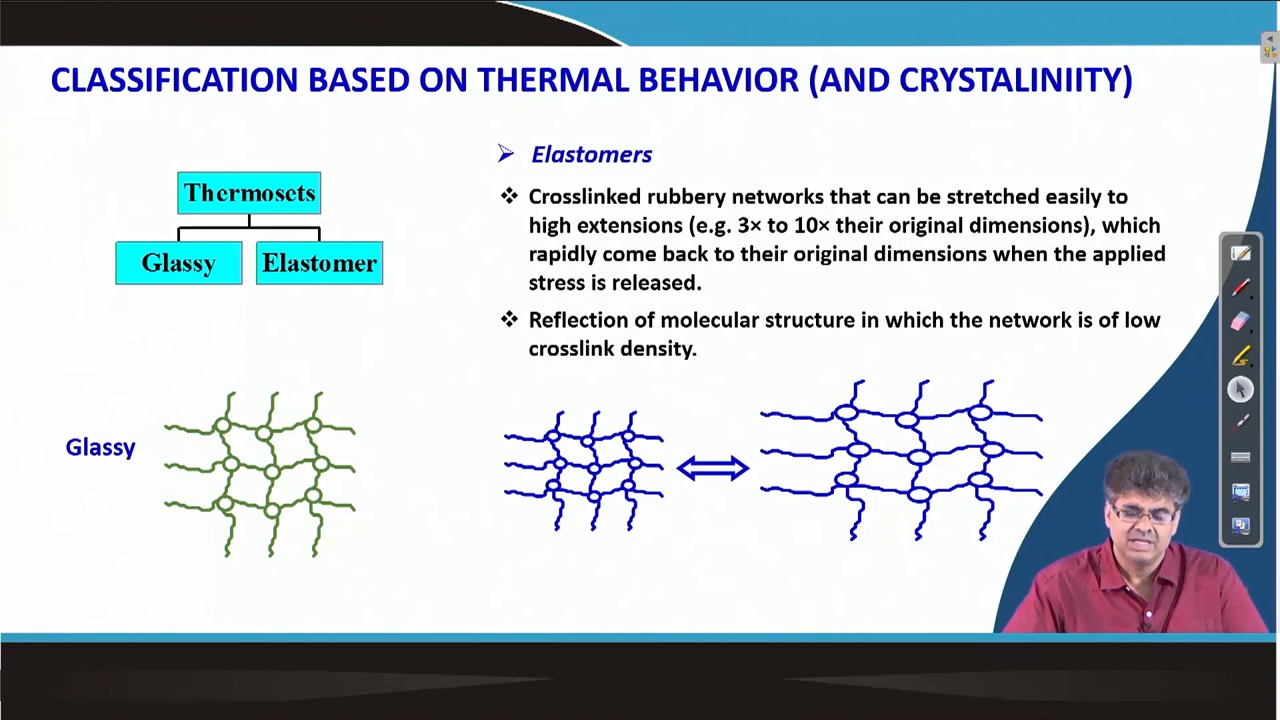 CLASSIFICATION BASED ON THERMAL BEHAVIOR (AND CRYSTALINIITY)
Thermosets
Glassy
Elastomer
Elastomers
Crosslinked rubbery networks that can be stretched easily to
high extensions (e.g. 3× to 10× their original dimensions), which
rapidly come back to their original dimensions when the applied
stress is released.
Reflection of molecular structure in which the network is of low
crosslink density.
Glassy